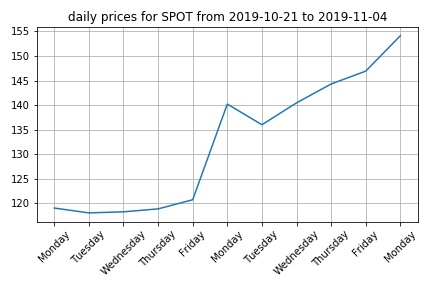 daily prices for SPOT from 2019-10-21 to 2019-11-04
155
150
145
140
135
130
125
120
Monday
Tuesday
Wednesday
Thursday
Friday
Monday
Tuesday
Wednesday
Thursday
Friday
Monday